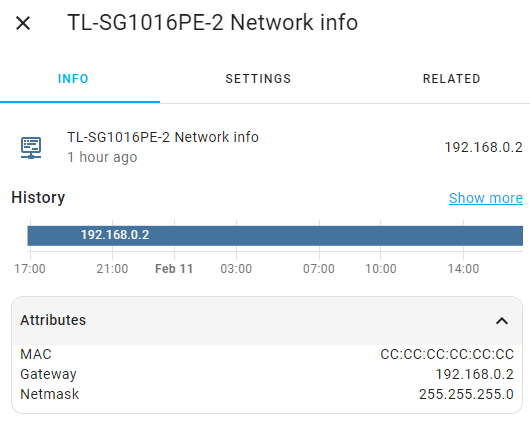 TL-SG1016PE-2 Network info
INFO SETTINGS RELATED
TL-SG1016PE-2 Network info 192.168.0.2
1 hour ago
History Show more
192.168.0.2
17:00 21:00 Feb 11 03:00 07:00 10:00 14:00
Attributes
MAC CC:CC:CC:CC:CC:CC
Gateway 192.168.0.2
Netmask 255.255.255.0